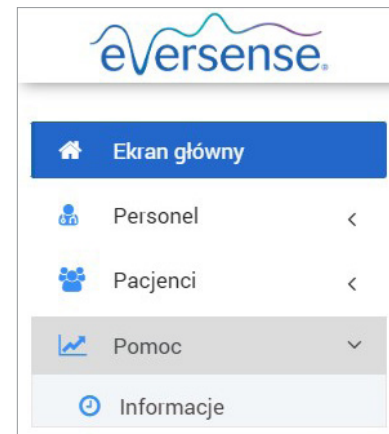 eversense®
Ekran główny
Personel
Pacjenci
Pomoc
Informacje